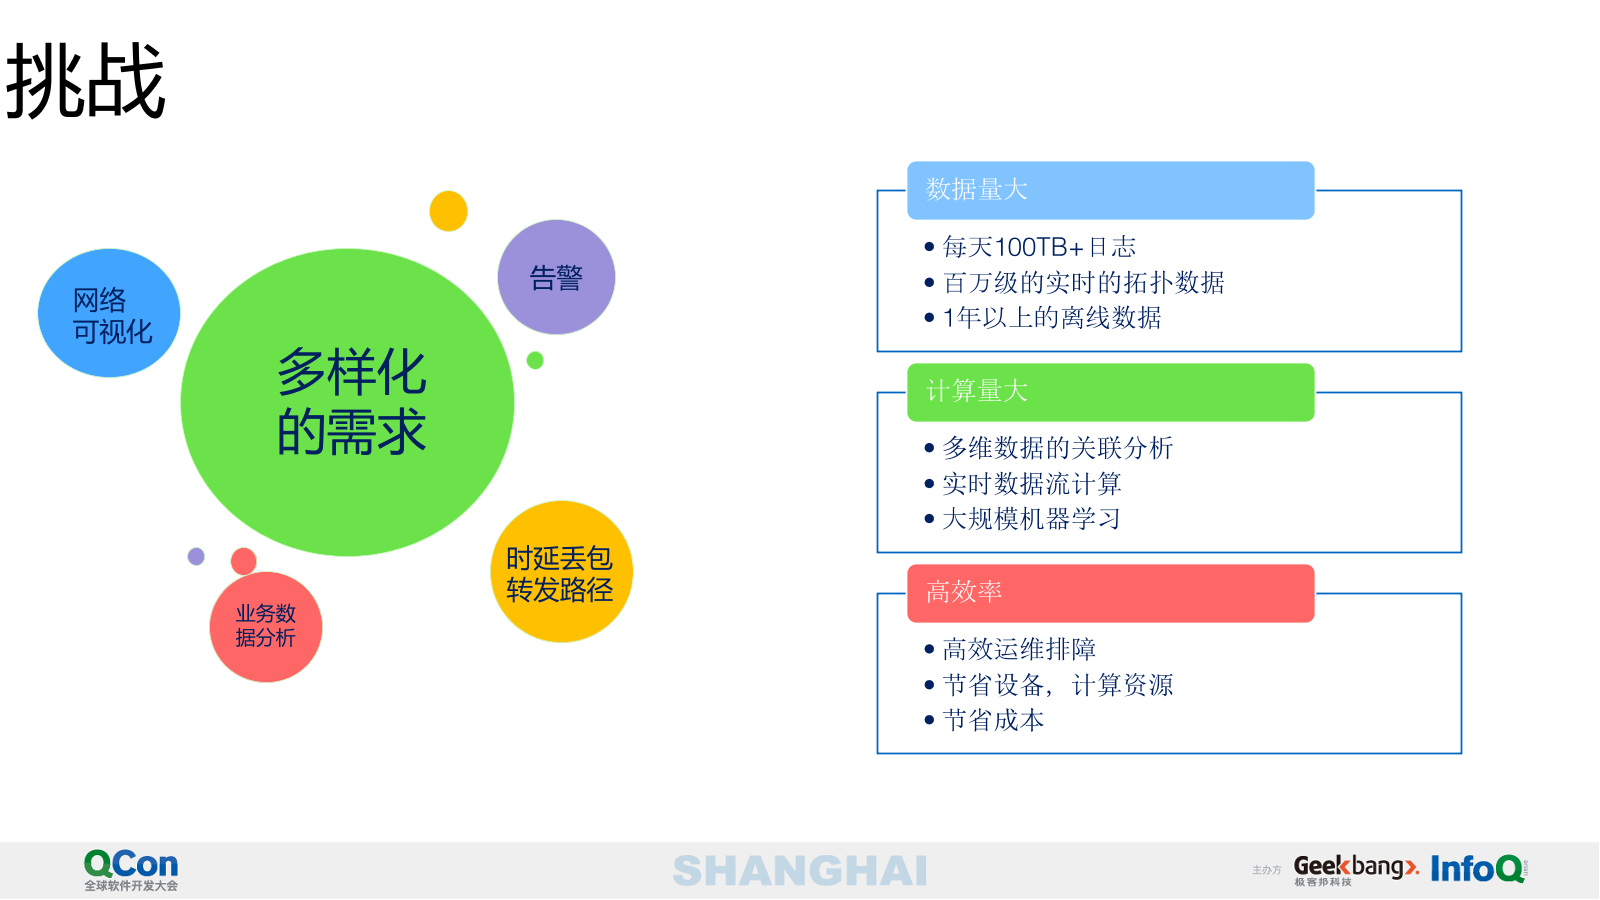 挑战
网络
可视化
告警
多样化
的需求
时延丢包
转发路径
业务数
据分析
数据量大
• 每天100TB+日志
• 百万级的实时的拓扑数据
• 1年以上的离线数据
计算量大
• 多维数据的关联分析
• 实时数据流计算
• 大规模机器学习
高效率
• 高效运维排障
• 节省设备，计算资源
• 节省成本
QCon
全球软件开发大会
SHANGHAI
主办方
Geekbang>.
极客邦科技
InfoQ